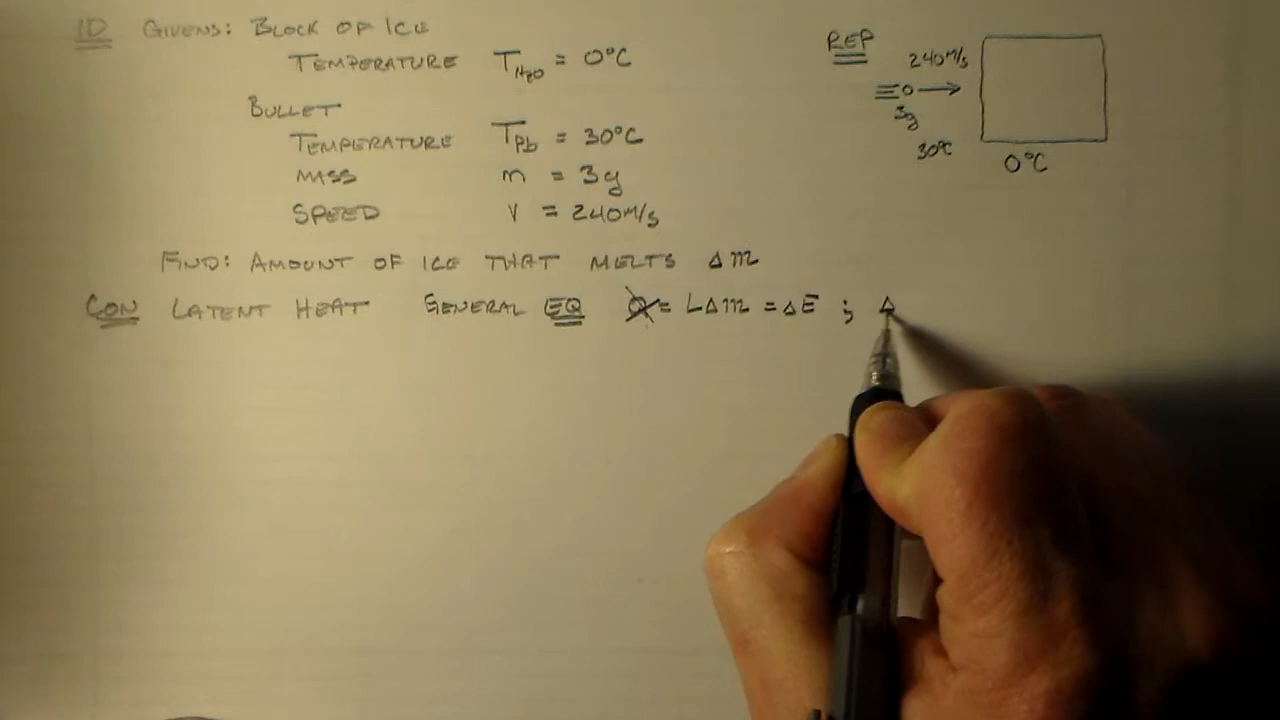 ID GIVENS: BLOCK OF ICE
TEMPERATURE T_H2O = 0°C
BULLET
TEMPERATURE T_Pb = 30°C
MASS m = 3g
SPEED V = 240M/S
FIND: AMOUNT OF ICE THAT MELTS Δm
CON LATENT HEAT GENERAL EQ Q = LΔm = ΔE ; Δ
REP
240M/S
3g
30°C
0°C